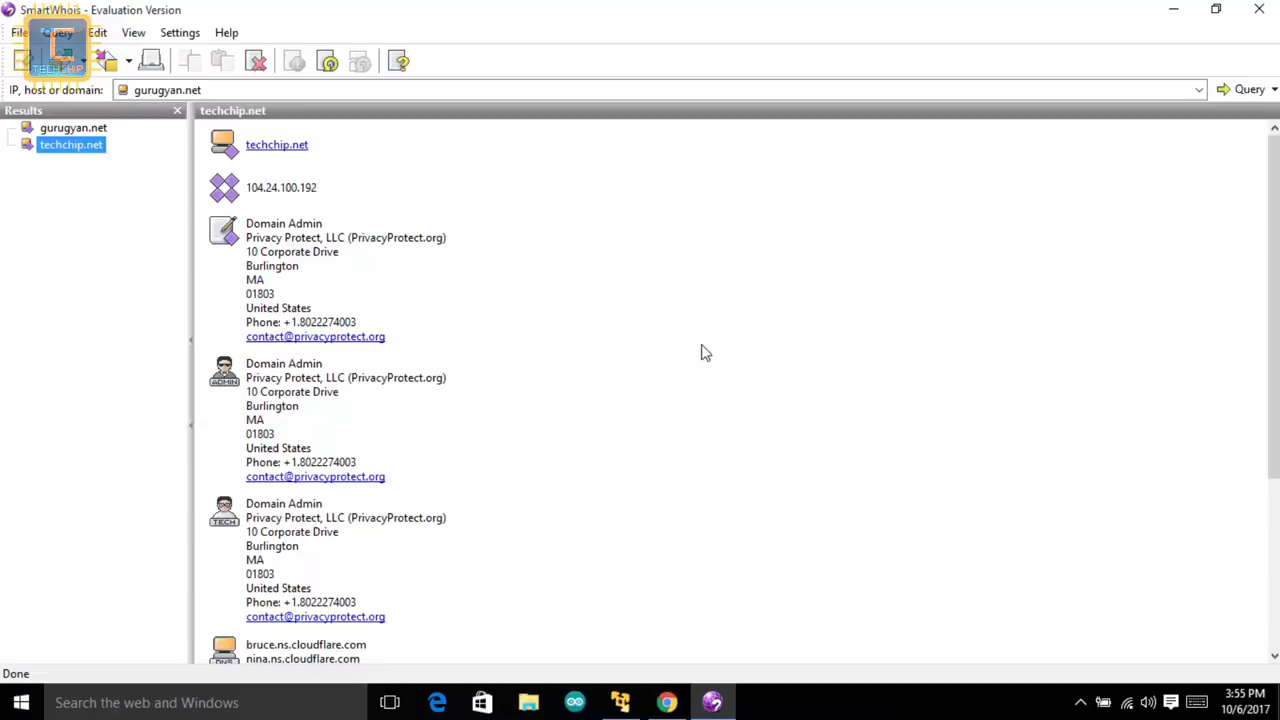 SmartWhois - Evaluation Version
File Query Edit View Settings Help
TECHCHIP
IP, host or domain: gurugyan.net Query
Results techchip.net
gurugyan.net
techchip.net
techchip.net
104.24.100.192
Domain Admin
Privacy Protect, LLC (PrivacyProtect.org)
10 Corporate Drive
Burlington
MA
01803
United States
Phone: +1.8022274003
contact@privacyprotect.org
Domain Admin
Privacy Protect, LLC (PrivacyProtect.org)
10 Corporate Drive
Burlington
MA
01803
United States
Phone: +1.8022274003
contact@privacyprotect.org
ADMIN
Domain Admin
Privacy Protect, LLC (PrivacyProtect.org)
10 Corporate Drive
Burlington
MA
01803
United States
Phone: +1.8022274003
contact@privacyprotect.org
TECH
bruce.ns.cloudflare.com
nina.ns.cloudflare.com
DNS
Done
Search the web and Windows
3:55 PM
10/6/2017